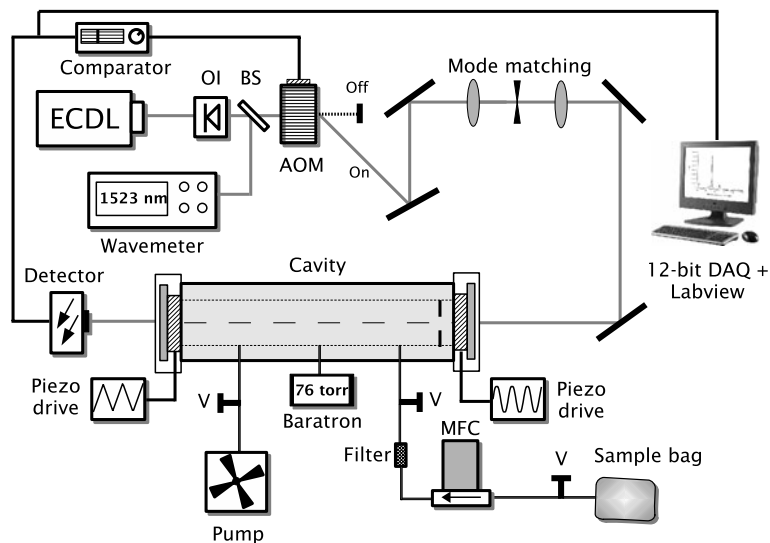 Comparator
OI
BS
Off
Mode matching
ECDL
AOM
On
1523 nm
Wavemeter
12-bit DAQ +
Labview
Detector
Cavity
Piezo
drive
V
76 torr
Baratron
V
Piezo
drive
MFC
Filter
V
Sample bag
Pump